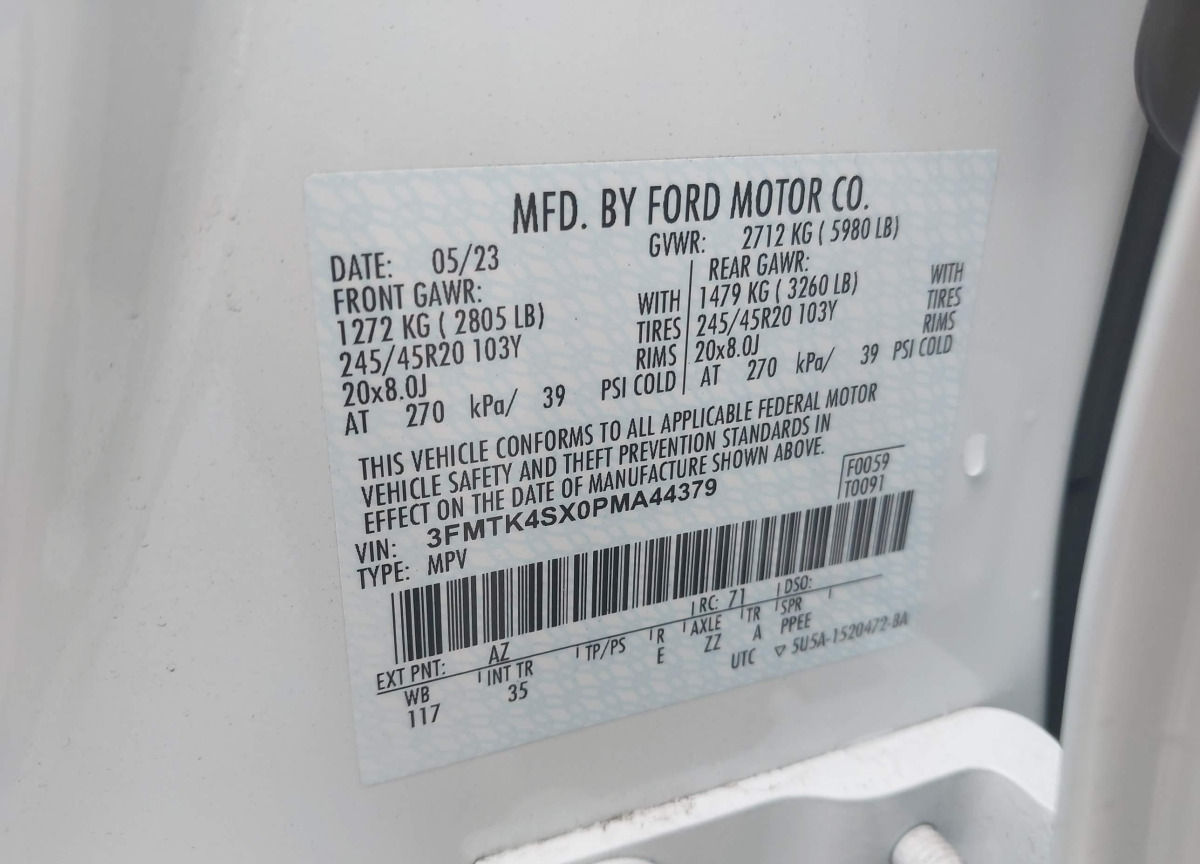 MFD. BY FORD MOTOR CO.
DATE: 05/23 GVWR: 2712 KG ( 5980 LB)
FRONT GAWR: REAR GAWR:
1272 KG ( 2805 LB) WITH 1479 KG ( 3260 LB) WITH
245/45R20 103Y TIRES 245/45R20 103Y TIRES
20x8.0J RIMS 20x8.0J RIMS
AT 270 kPa/ 39 PSI COLD AT 270 kPa/ 39 PSI COLD
THIS VEHICLE CONFORMS TO ALL APPLICABLE FEDERAL MOTOR
VEHICLE SAFETY AND THEFT PREVENTION STANDARDS IN
EFFECT ON THE DATE OF MANUFACTURE SHOWN ABOVE.
F0059
VIN: 3FMTK4SX0PMA44379 T0091
TYPE: MPV
EXT PNT: AZ RC: 71 DSO:
WB INT TR TP/PS R AXLE TR SPR
117 35 E ZZ A PPEE
UTC ▽ 5U5A-1520472-BA